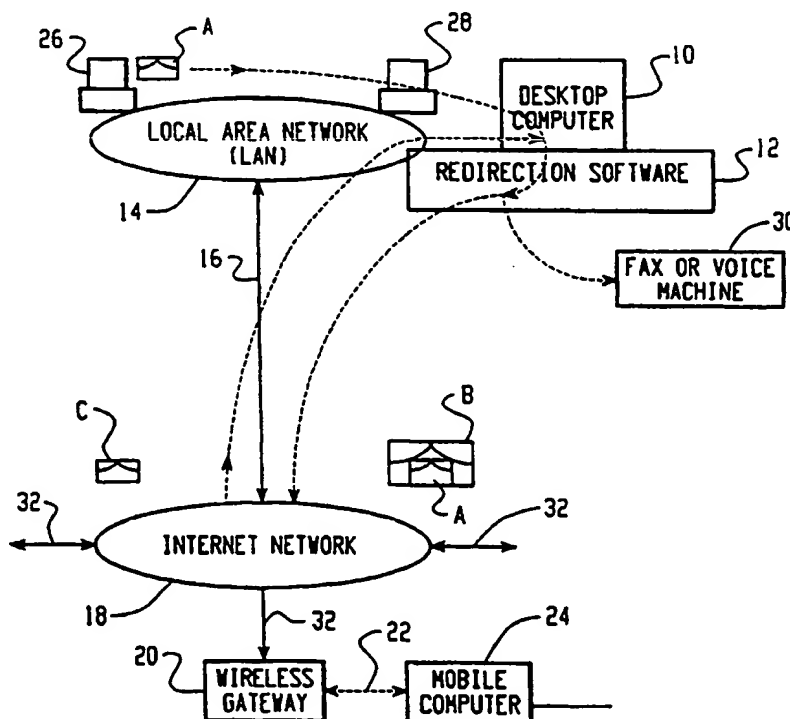 26
A
28
10
DESKTOP
COMPUTER
LOCAL AREA NETWORK
(LAN)
12
REDIRECTION SOFTWARE
14
30
16
FAX OR VOICE
MACHINE
C
B
A
32
32
INTERNET NETWORK
18
32
20
22
24
WIRELESS
GATEWAY
MOBILE
COMPUTER